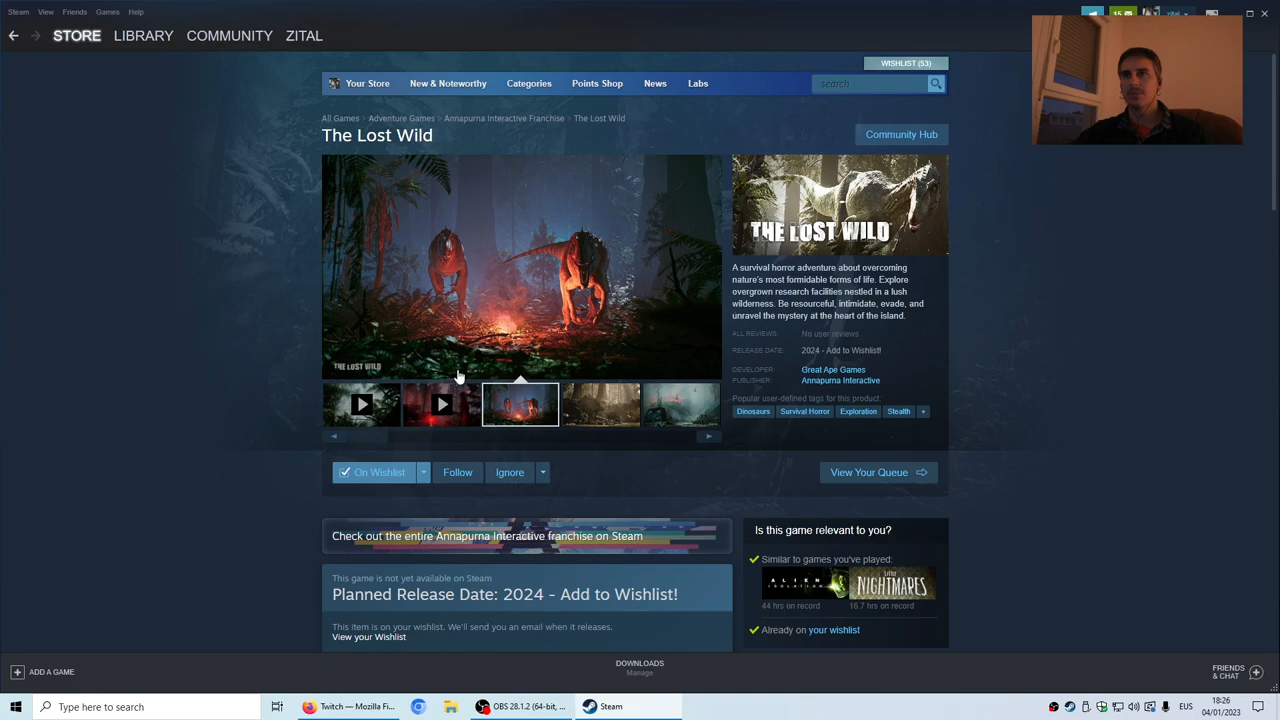 Steam View Friends Games Help
15
zital
STORE LIBRARY COMMUNITY ZITAL
WISHLIST (53)
Your Store New & Noteworthy Categories Points Shop News Labs search
All Games > Adventure Games > Annapurna Interactive Franchise > The Lost Wild
The Lost Wild
Community Hub
THE LOST WILD
THE LOST WILD
A survival horror adventure about overcoming
nature's most formidable forms of life. Explore
overgrown research facilities nestled in a lush
wilderness. Be resourceful, intimidate, evade, and
unravel the mystery at the heart of the island.
ALL REVIEWS: No user reviews
RELEASE DATE: 2024 - Add to Wishlist!
DEVELOPER: Great Ape Games
PUBLISHER: Annapurna Interactive
Popular user-defined tags for this product:
Dinosaurs Survival Horror Exploration Stealth +
On Wishlist Follow Ignore View Your Queue
Check out the entire Annapurna Interactive franchise on Steam
Is this game relevant to you?
Similar to games you've played:
ALIEN ISOLATION LITTLE NIGHTMARES
44 hrs on record 16.7 hrs on record
Already on your wishlist
This game is not yet available on Steam
Planned Release Date: 2024 - Add to Wishlist!
This item is on your wishlist. We'll send you an email when it releases.
View your Wishlist
ADD A GAME
DOWNLOADS
Manage
FRIENDS
& CHAT
Type here to search
Twitch — Mozilla Fi...
OBS 28.1.2 (64-bit, ...
Steam
EUS
18:26
04/01/2023